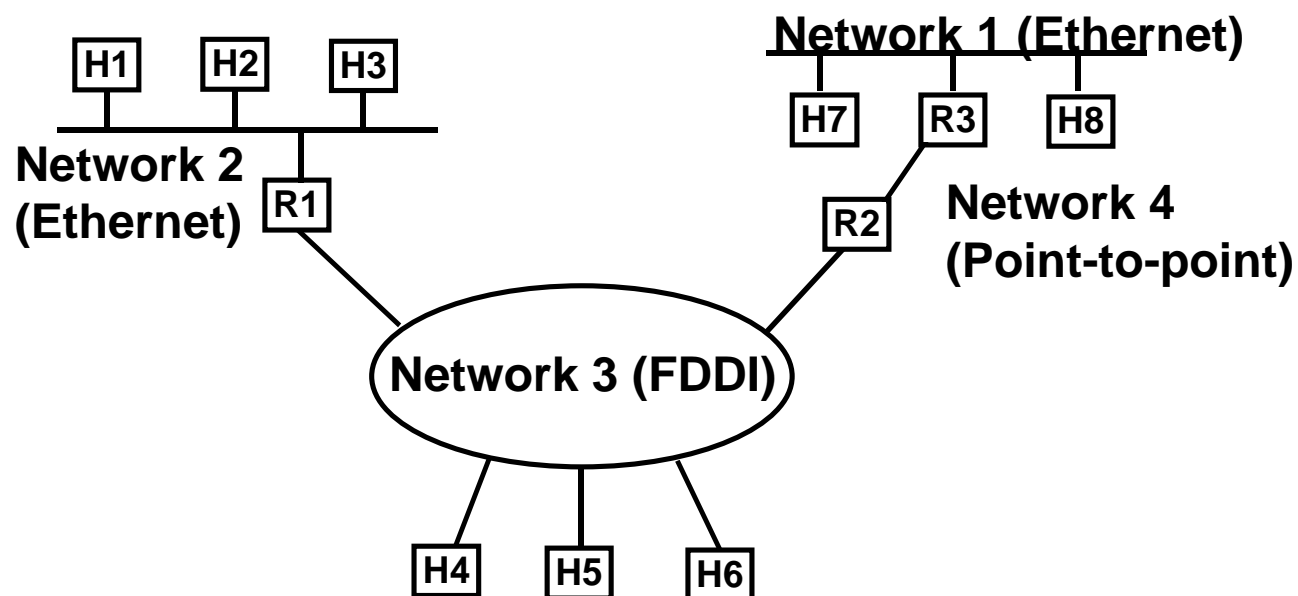 Network 1 (Ethernet)
H1
H2
H3
H7
R3
H8
Network 2
(Ethernet)
R1
R2
Network 4
(Point-to-point)
Network 3 (FDDI)
H4
H5
H6